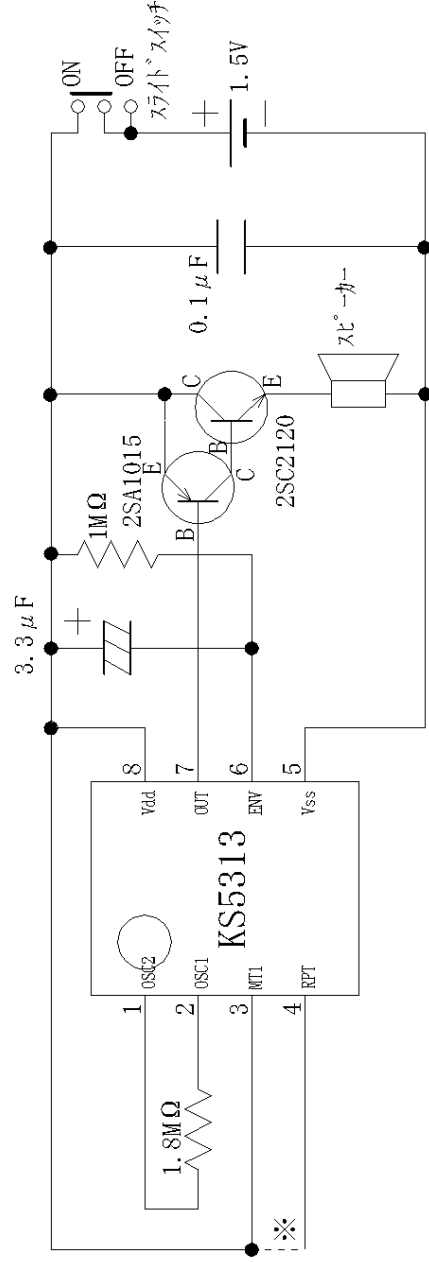 3.3μF
+
1MΩ
2SA1015
E
B
C
C
B
E
2SC2120
0.1μF
スピーカー
ON
OFF
スライドスイッチ
+
1.5V
−
1.8MΩ
1
OSC2
2
OSC1
3
MT1
4
RPT
KS5313
8
Vdd
7
OUT
6
ENV
5
Vss
※